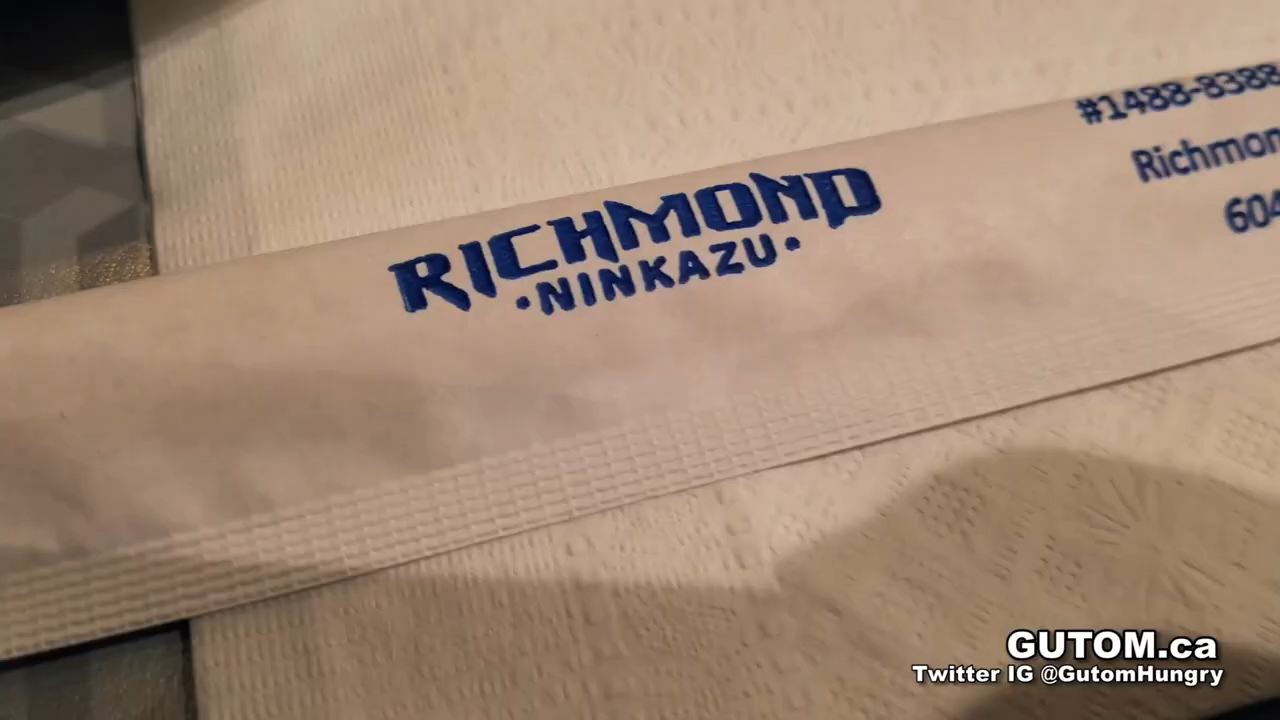 RICHMOND
·NINKAZU·
#1488-8388
Richmon
604
GUTOM.ca
Twitter IG @GutomHungry